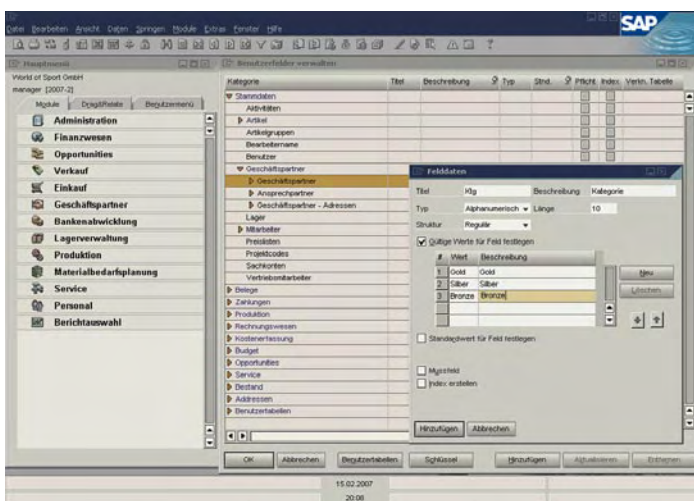 Datei Bearbeiten Ansicht Daten Springen Module Extras Fenster Hilfe
SAP
Hauptmenü
World of Sport GmbH
manager [2007-2]
Module Drag&Relate Benutzermenü
Administration
Finanzwesen
Opportunities
Verkauf
Einkauf
Geschäftspartner
Bankenabwicklung
Lagerverwaltung
Produktion
Materialbedarfsplanung
Service
Personal
Berichtauswahl
Benutzerfelder verwalten
Kategorie Titel Beschreibung Typ Stnd. Pflicht Index Verkn. Tabelle
Stammdaten
Aktivitäten
Artikel
Artikelgruppen
Bearbeitername
Benutzer
Geschäftspartner
Geschäftspartner
Ansprechpartner
Geschäftspartner - Adressen
Lager
Mitarbeiter
Preislisten
Projektcodes
Sachkonten
Vertriebsmitarbeiter
Belege
Zahlungen
Produktion
Rechnungswesen
Kostenerfassung
Budget
Opportunities
Service
Bestand
Addressen
Benutzertabellen
OK Abbrechen Benutzertabellen Schlüssel Hinzufügen Aktualisieren Entfernen
Felddaten
Titel Ktg Beschreibung Kategorie
Typ Alphanumerisch Länge 10
Struktur Regulär
Gültige Werte für Feld festlegen
# Wert Beschreibung
1 Gold Gold
2 Silber Silber
3 Bronze Bronze
Neu
Löschen
Standardwert für Feld festlegen
Mussfeld
Index erstellen
Hinzufügen Abbrechen
15.02.2007
20:08